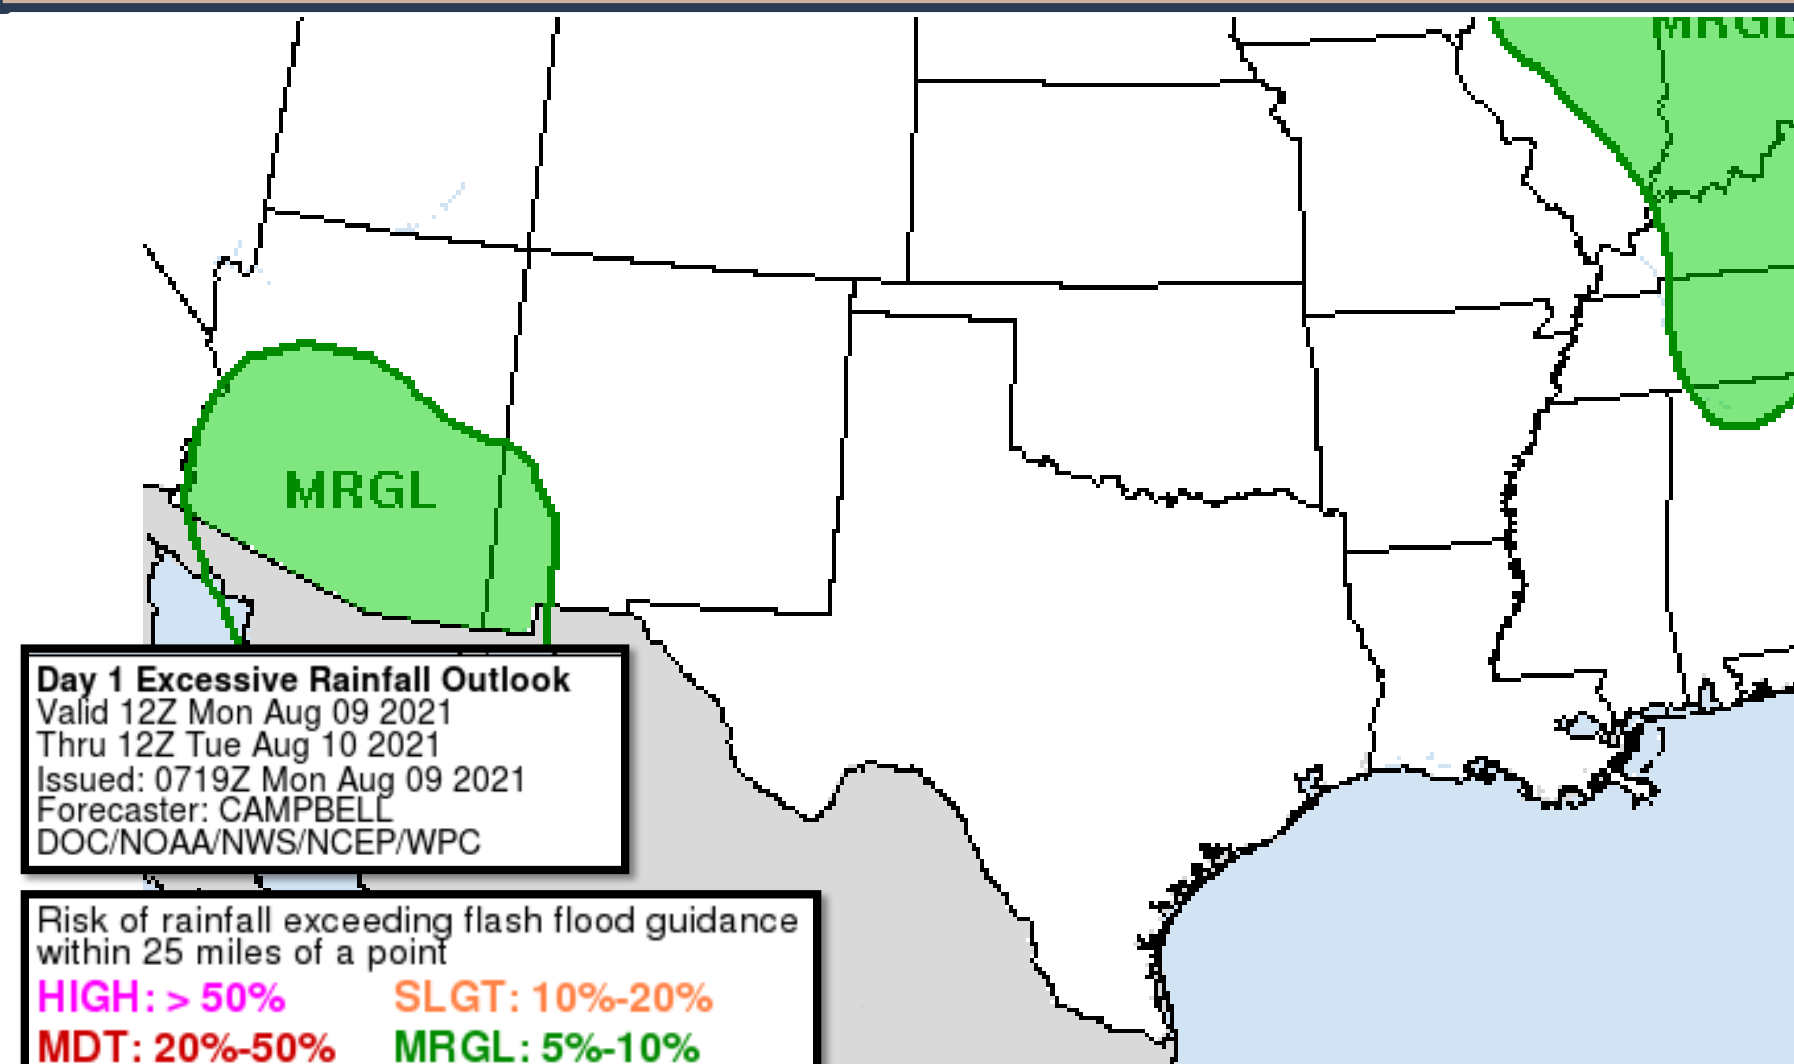 MRGL
MRGL
Day 1 Excessive Rainfall Outlook
Valid 12Z Mon Aug 09 2021
Thru 12Z Tue Aug 10 2021
Issued: 0719Z Mon Aug 09 2021
Forecaster: CAMPBELL
DOC/NOAA/NWS/NCEP/WPC
Risk of rainfall exceeding flash flood guidance
within 25 miles of a point
HIGH: > 50% SLGT: 10%-20%
MDT: 20%-50% MRGL: 5%-10%